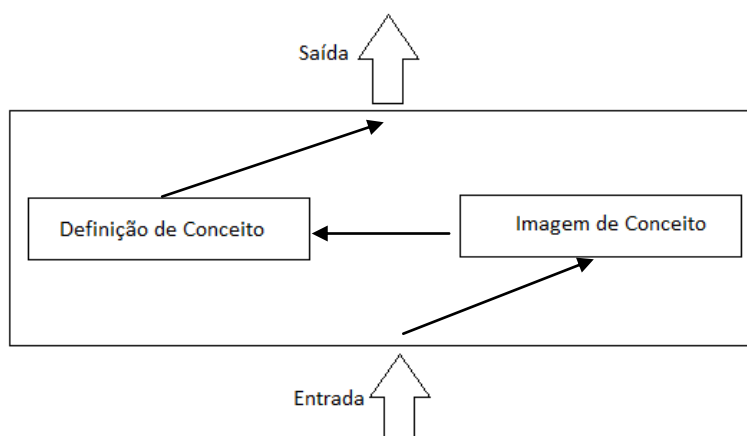 Saída
Definição de Conceito
Imagem de Conceito
Entrada